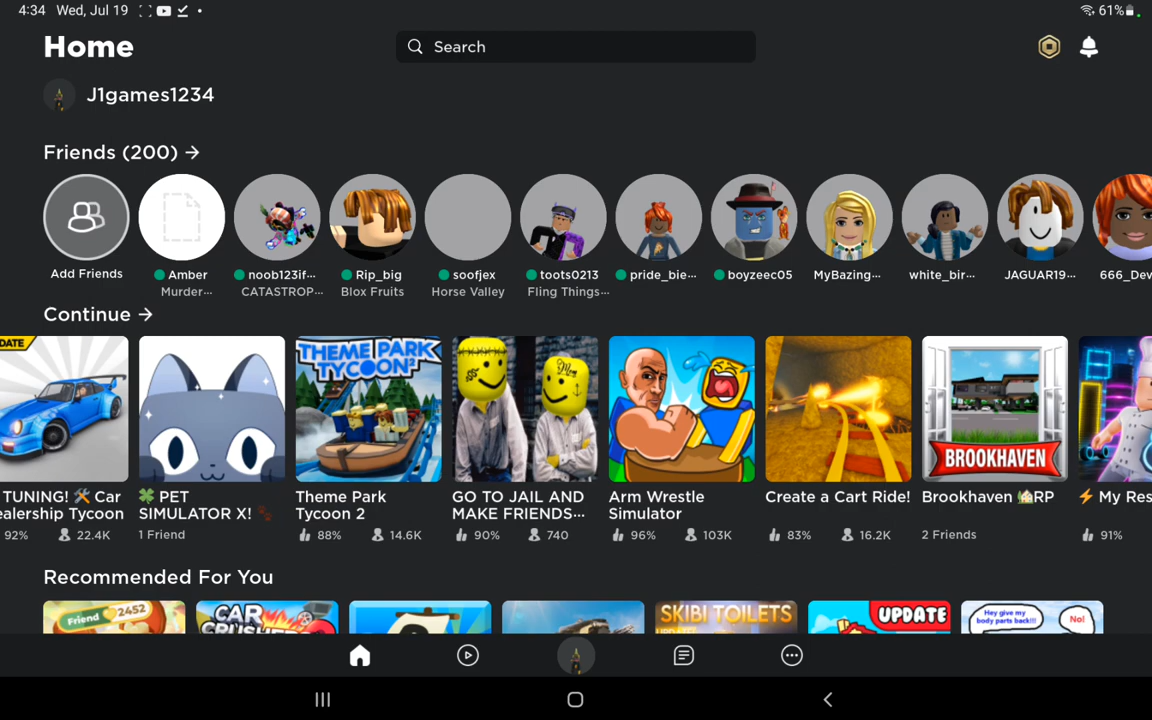 4:34 Wed, Jul 19
61%
Home
Search
J1games1234
Friends (200)
Add Friends
Amber
Murder...
noob123if...
CATASTROP...
Rip_big
Blox Fruits
soofjex
Horse Valley
toots0213
Fling Things...
pride_bie...
boyzeec05
MyBazing...
white_bir...
JAGUAR19...
666_Dev
Continue
DATE
THEME PARK
TYCOON 2
BROOKHAVEN
TUNING! 🛠️ Car
ealership Tycoon
92% 22.4K
🍀 PET
SIMULATOR X! 🐾
1 Friend
Theme Park
Tycoon 2
88% 14.6K
GO TO JAIL AND
MAKE FRIENDS...
90% 740
Arm Wrestle
Simulator
96% 103K
Create a Cart Ride!
83% 16.2K
Brookhaven 🏡RP
2 Friends
⚡ My Res
91%
Recommended For You
Friend 2452
CAR
CRUSHE
SKIBI TOILETS
UPDATE
Hey give my
body parts back!!!
No!